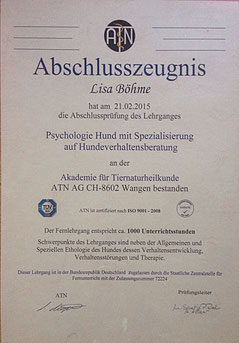 ATN
Abschlusszeugnis
Lisa Böhme
hat am 21.02.2015
die Abschlussprüfung des Lehrganges
Psychologie Hund mit Spezialisierung
auf Hundeverhaltensberatung
an der
Akademie für Tiernaturheilkunde
ATN AG CH-8602 Wangen bestanden
ATN ist zertifiziert nach ISO 9001 - 2008
Der Fernlehrgang entspricht ca. 1000 Unterrichtsstunden
Schwerpunkte des Lehrganges sind neben der Allgemeinen und
Speziellen Ethologie des Hundes dessen Verhaltensentwicklung,
Verhaltensstörungen und Therapie.
Dieser Lehrgang ist in der Bundesrepublik Deutschland zugelassen durch die Staatliche Zentralstelle für
Fernunterricht mit der Zulassungsnummer 72224
ATN
Prüfungsleiter